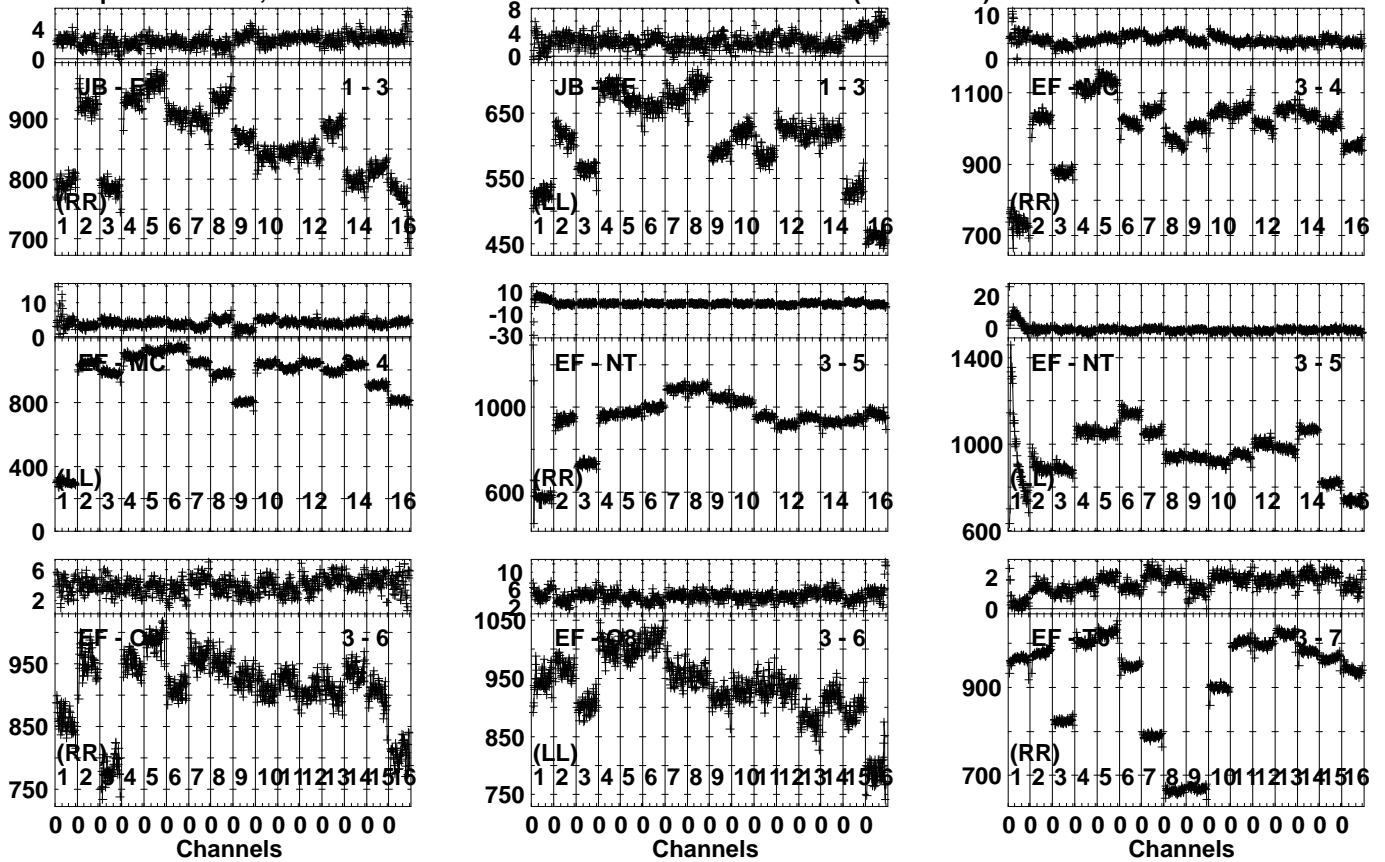 4 0 8 4 0 10 0
JB - EF 1 - 3 JB - EF 1 - 3 EF - MC 3 - 4
900 800 700
650 550 450
1100 900 700
(RR) (LL) (RR)
1 2 3 4 5 6 7 8 9 10 12 14 16
1 2 3 4 5 6 7 8 9 10 12 14 16
1 2 3 4 5 6 7 8 9 10 12 14 16
10 0 10 -10 -30 20 0
EF - MC 3 - 4 EF - NT 3 - 5 EF - NT 3 - 5
800 400 0
1000 600
1400 1000 600
(LL) (RR) (LL)
1 2 3 4 5 6 7 8 9 10 12 14 16
1 2 3 4 5 6 7 8 9 10 12 14 16
1 2 3 4 5 6 7 8 9 10 12 14 16
6 2 10 6 2 2 0
EF - 3 - 6 EF - O8 3 - 6 EF - 3 - 7
950 850 750
1050 950 850 750
900 700
(RR) (LL) (RR)
1 2 3 4 5 6 7 8 9 10 11 12 13 14 15 16
1 2 3 4 5 6 7 8 9 10 11 12 13 14 15 16
1 2 3 4 5 6 7 8 9 10 11 12 13 14 15 16
0 0 0 0 0 0 0 0 0 0 0 0 0 0 0 0
0 0 0 0 0 0 0 0 0 0 0 0 0 0 0 0
0 0 0 0 0 0 0 0 0 0 0 0 0 0 0 0
Channels Channels Channels